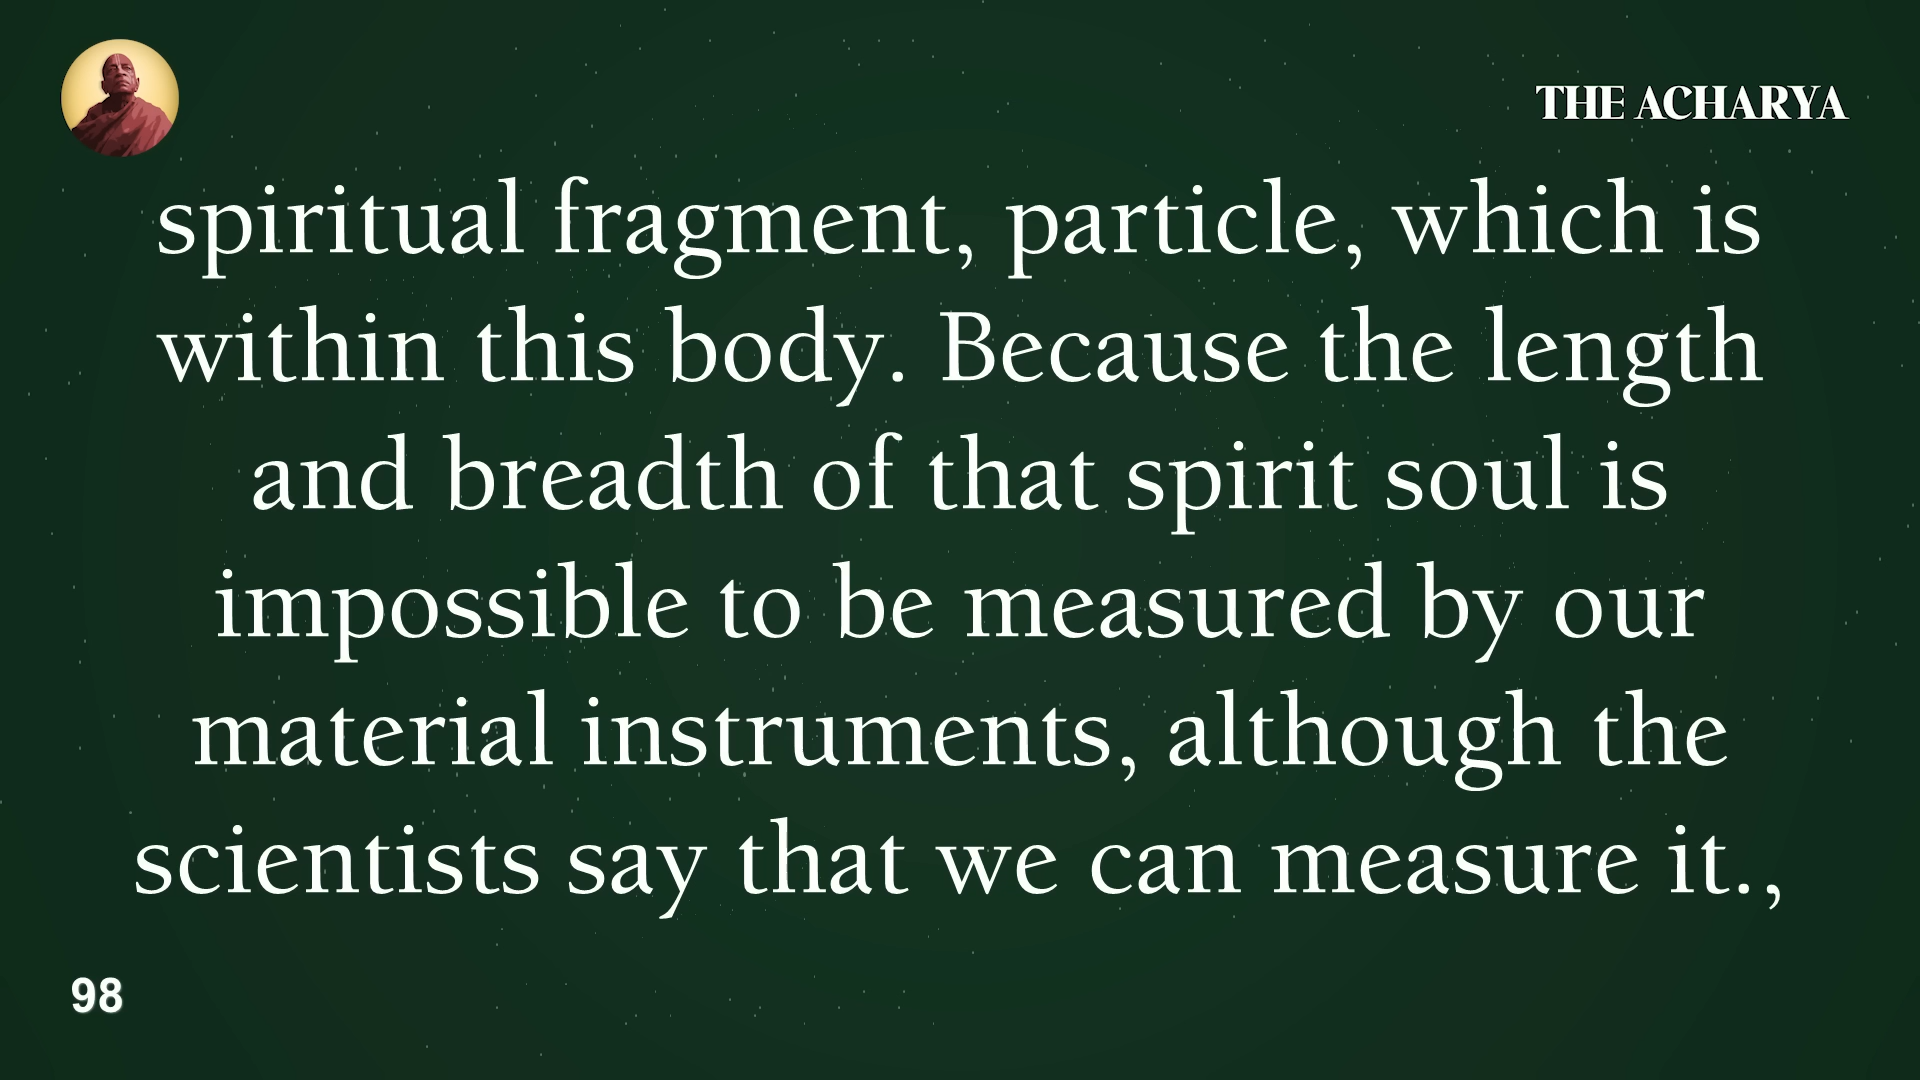 THE ACHARYA
spiritual fragment, particle, which is
within this body. Because the length
and breadth of that spirit soul is
impossible to be measured by our
material instruments, although the
scientists say that we can measure it.,
98